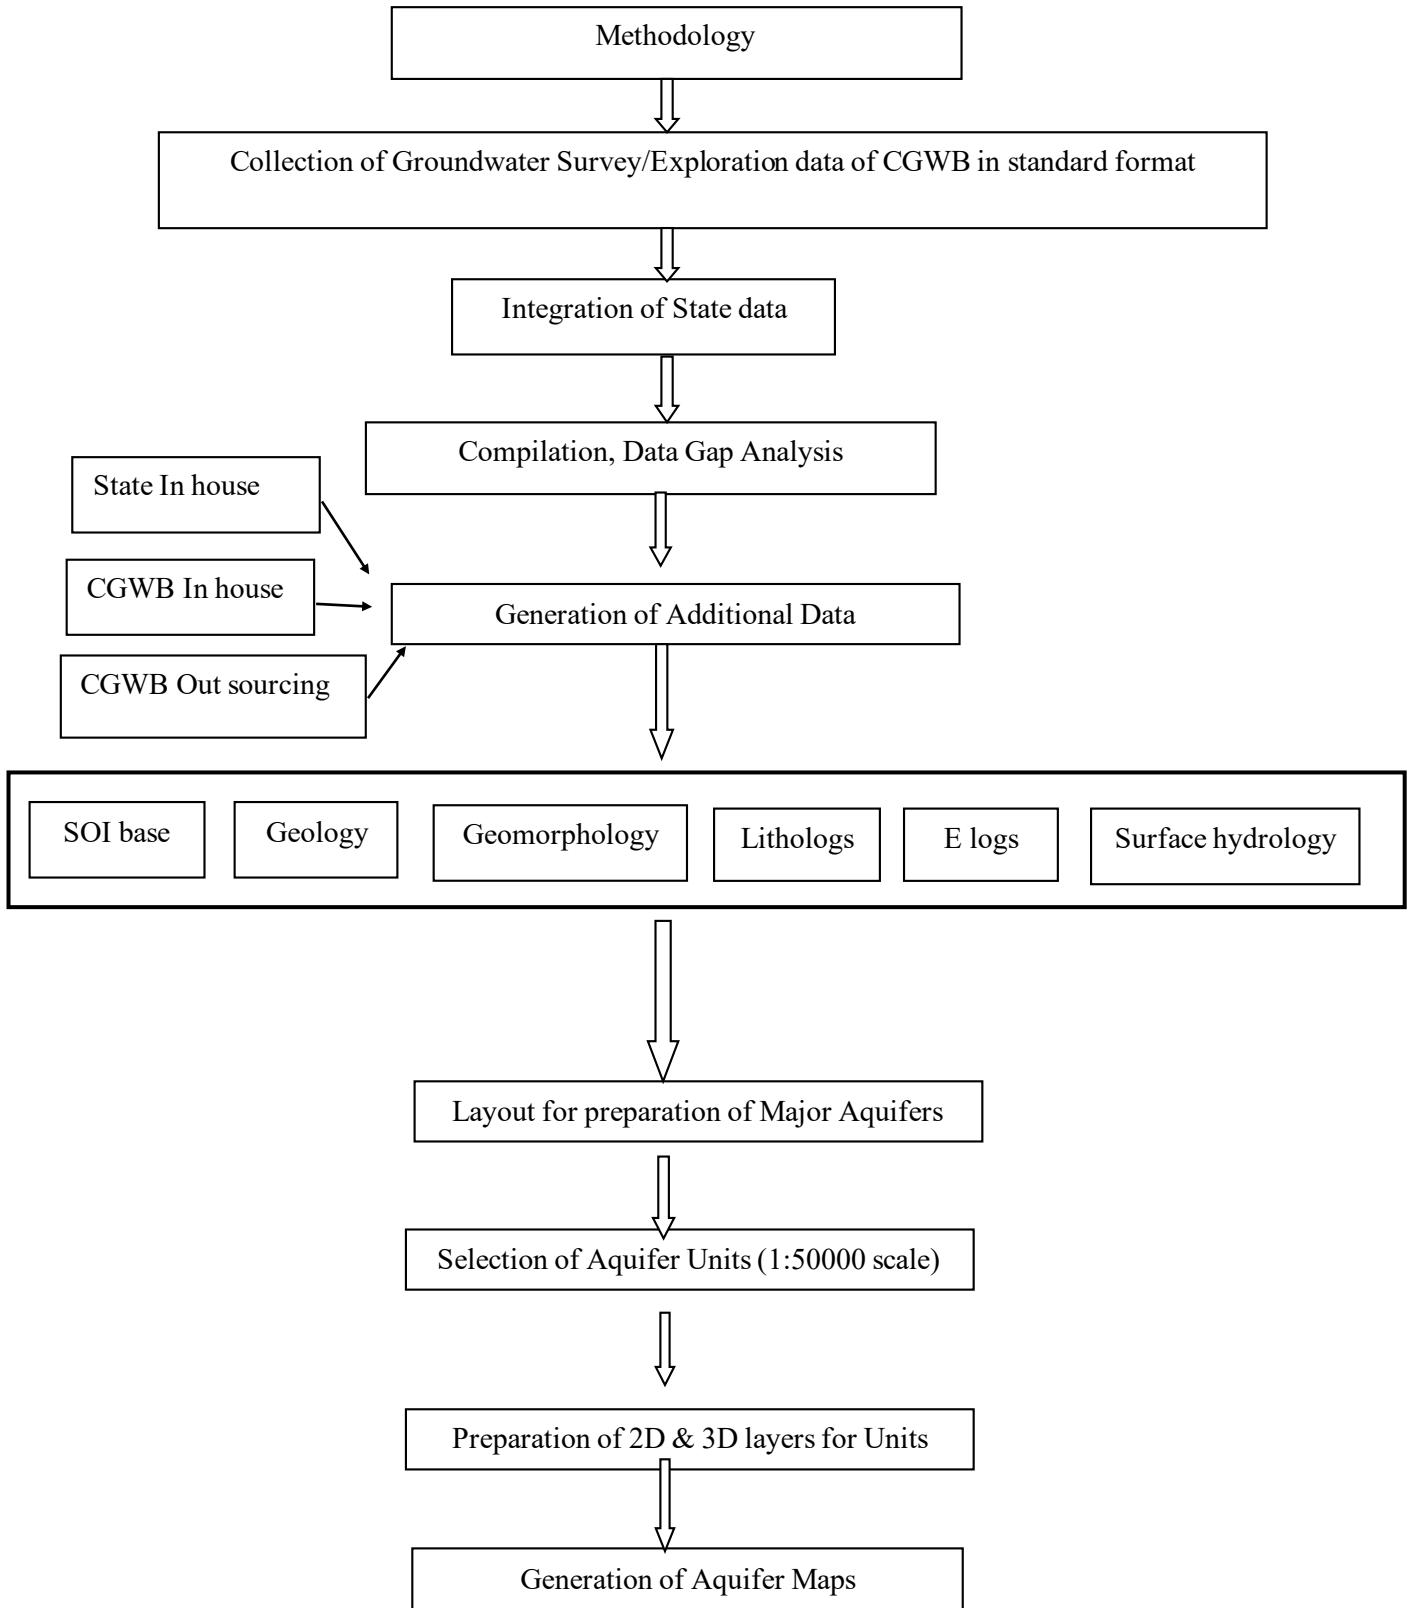 Methodology
Collection of Groundwater Survey/Exploration data of CGWB in standard format
Integration of State data
Compilation, Data Gap Analysis
State In house
CGWB In house
Generation of Additional Data
CGWB Out sourcing
SOI base
Geology
Geomorphology
Lithologs
E logs
Surface hydrology
Layout for preparation of Major Aquifers
Selection of Aquifer Units (1:50000 scale)
Preparation of 2D & 3D layers for Units
Generation of Aquifer Maps